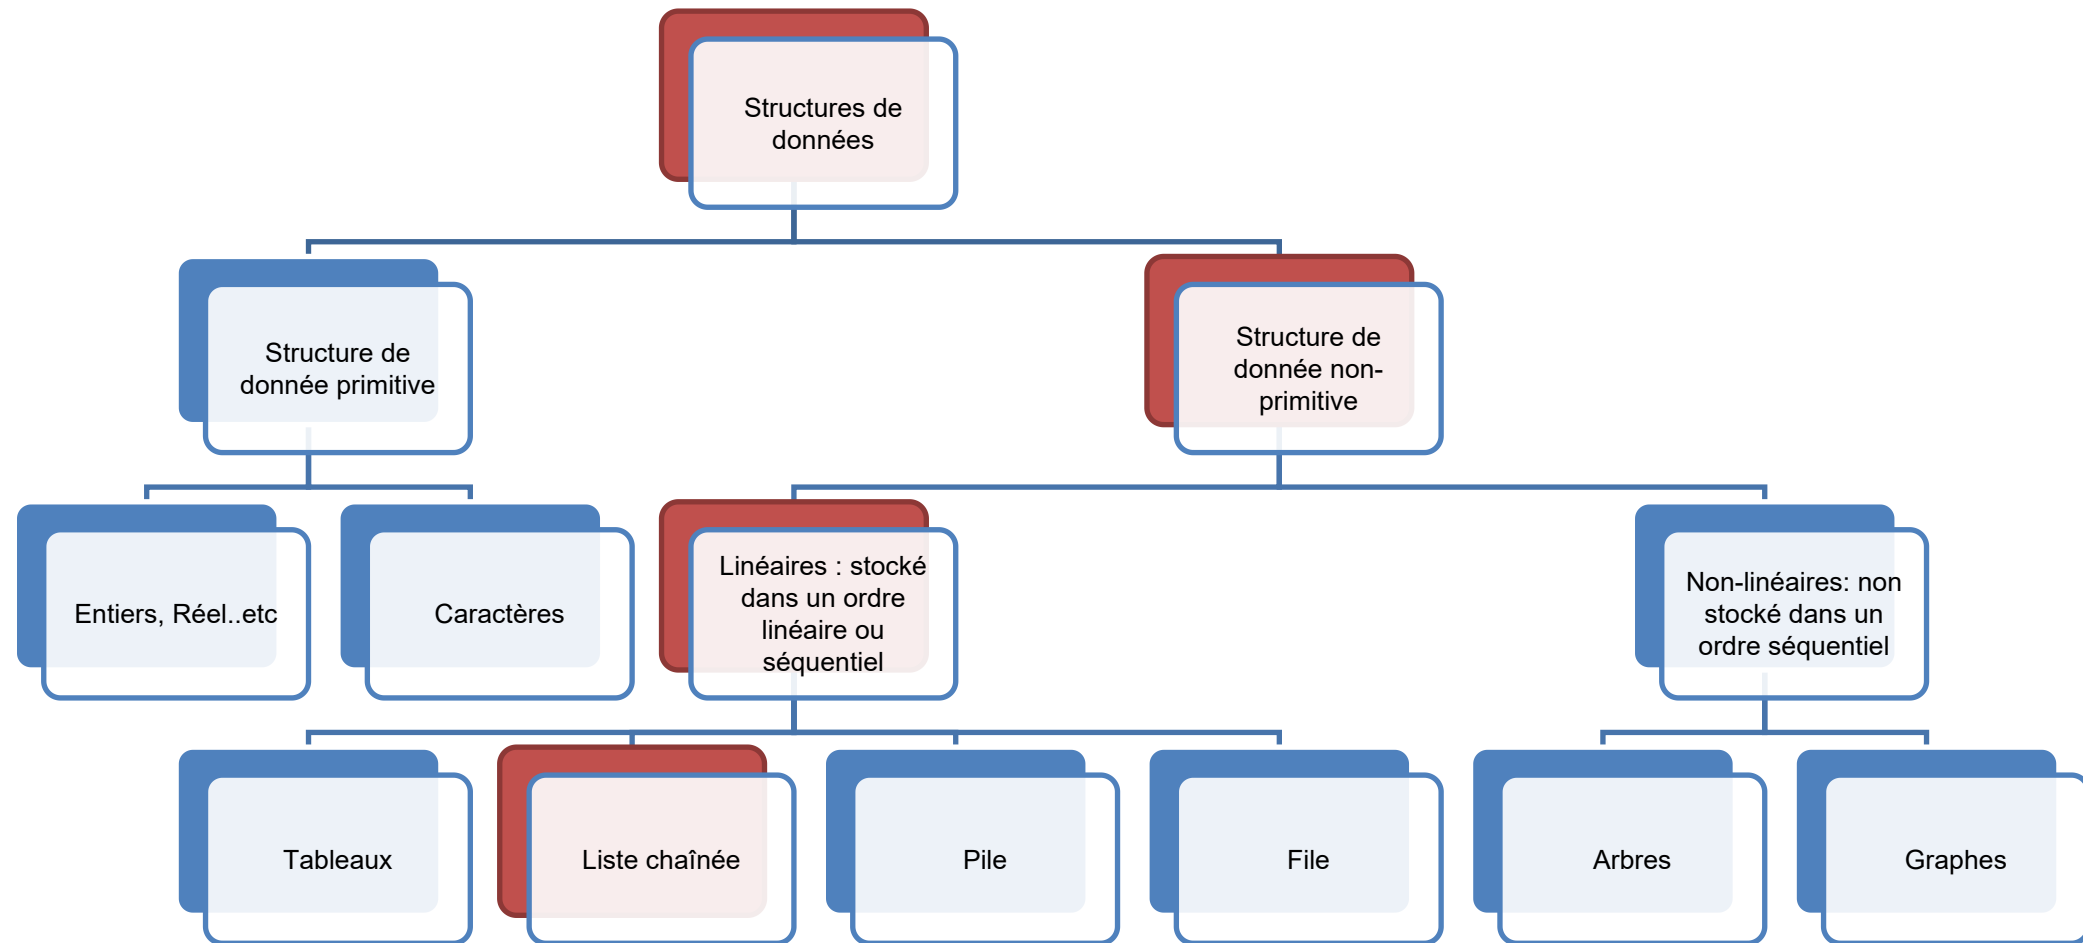 Structures de
données
Structure de
donnée primitive
Structure de
donnée non-
primitive
Entiers, Réel..etc
Caractères
Linéaires : stocké
dans un ordre
linéaire ou
séquentiel
Non-linéaires: non
stocké dans un
ordre séquentiel
Tableaux
Liste chaînée
Pile
File
Arbres
Graphes